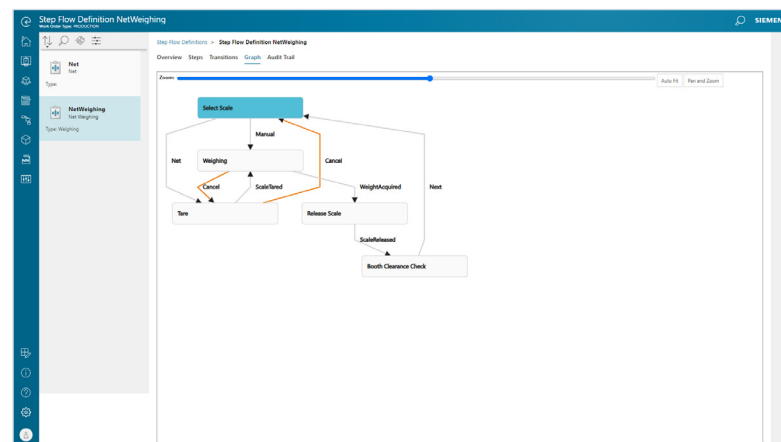 Step Flow Definition NetWeighing
Work Order Type: PRODUCTION
SIEMEN
Net
Net
Type:
NetWeighing
Net Weighing
Type: Weighing
Step Flow Definitions > Step Flow Definition NetWeighing
Overview Steps Transitions Graph Audit Trail
Zoom:
Auto Fit Pan and Zoom
Select Scale
Manual
Net Weighing Cancel
Cancel ScaleTared WeightAcquired Next
Tare Release Scale
ScaleReleased
Booth Clearance Check